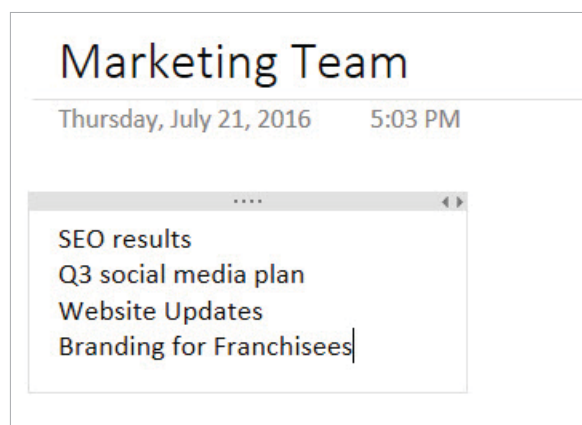 Marketing Team
Thursday, July 21, 2016 5:03 PM
SEO results
Q3 social media plan
Website Updates
Branding for Franchisees